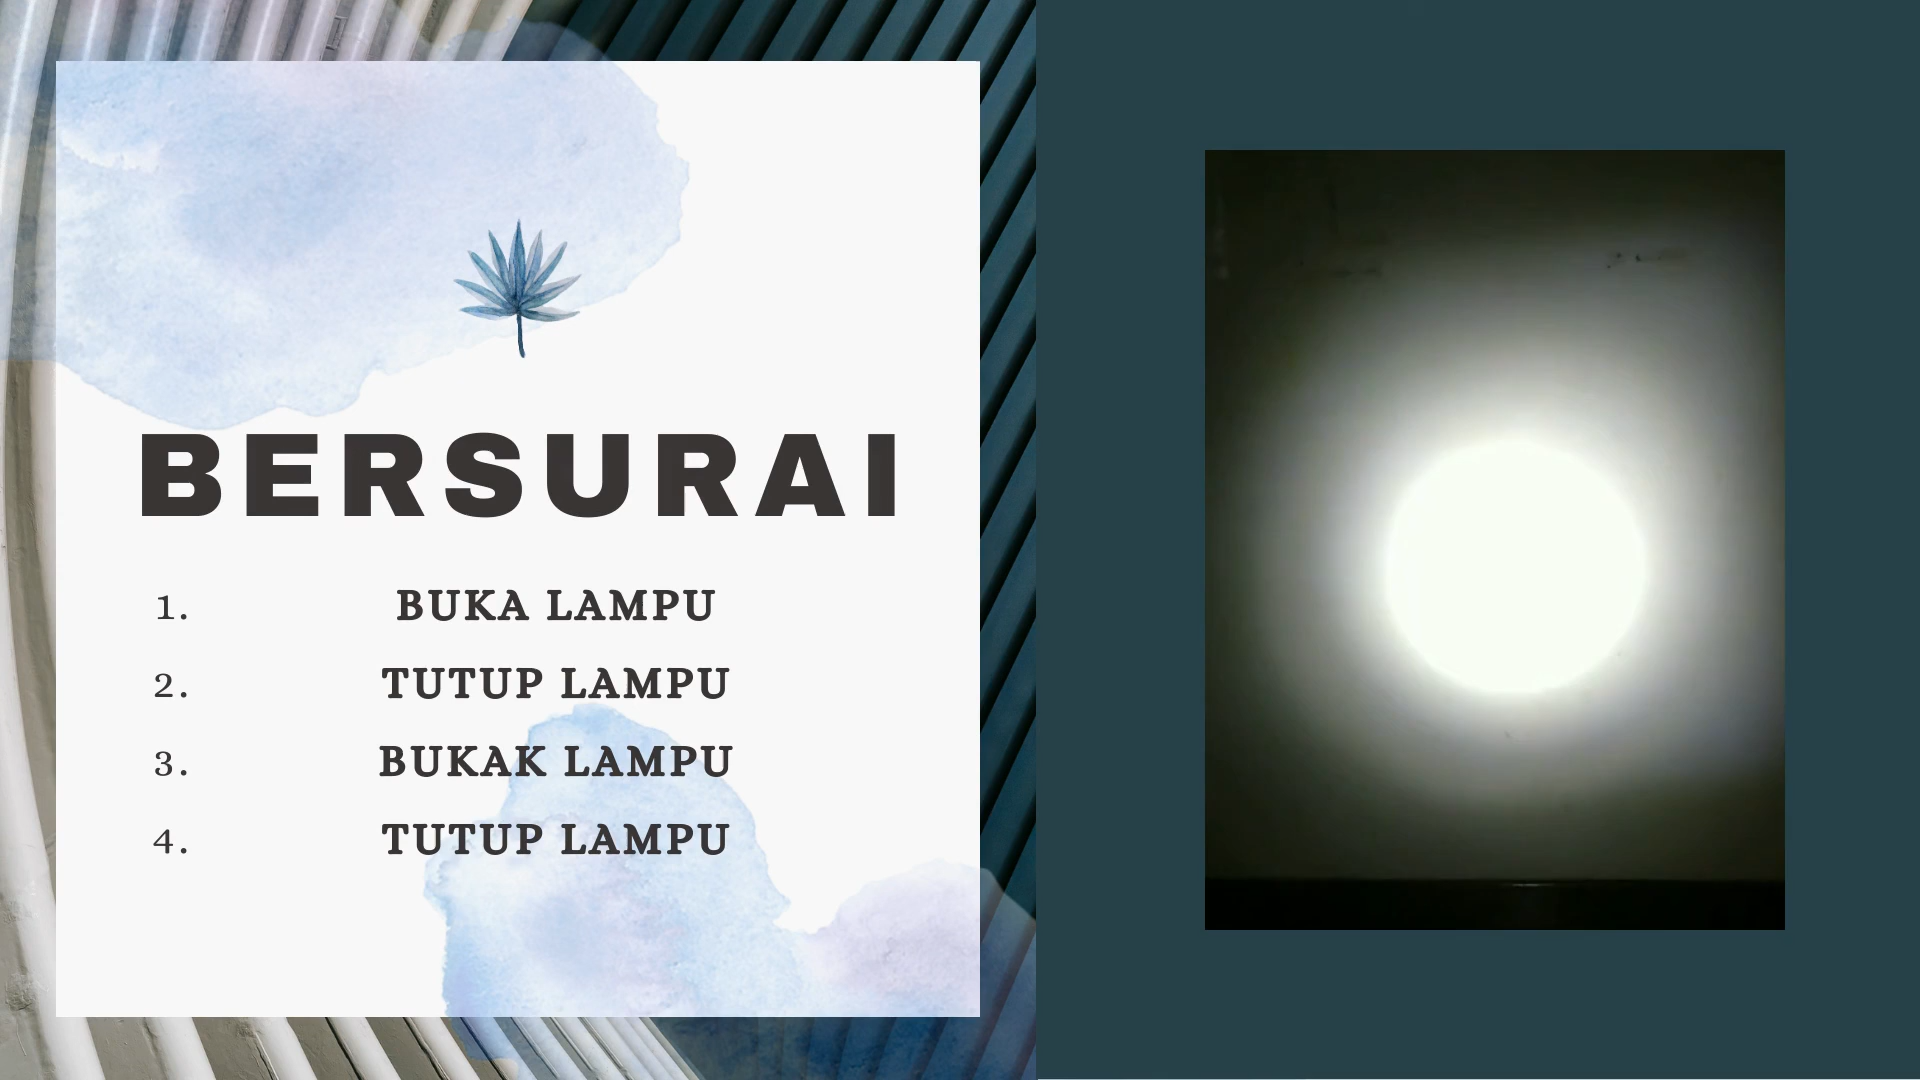 BERSURAI
1. BUKA LAMPU
2. TUTUP LAMPU
3. BUKAK LAMPU
4. TUTUP LAMPU